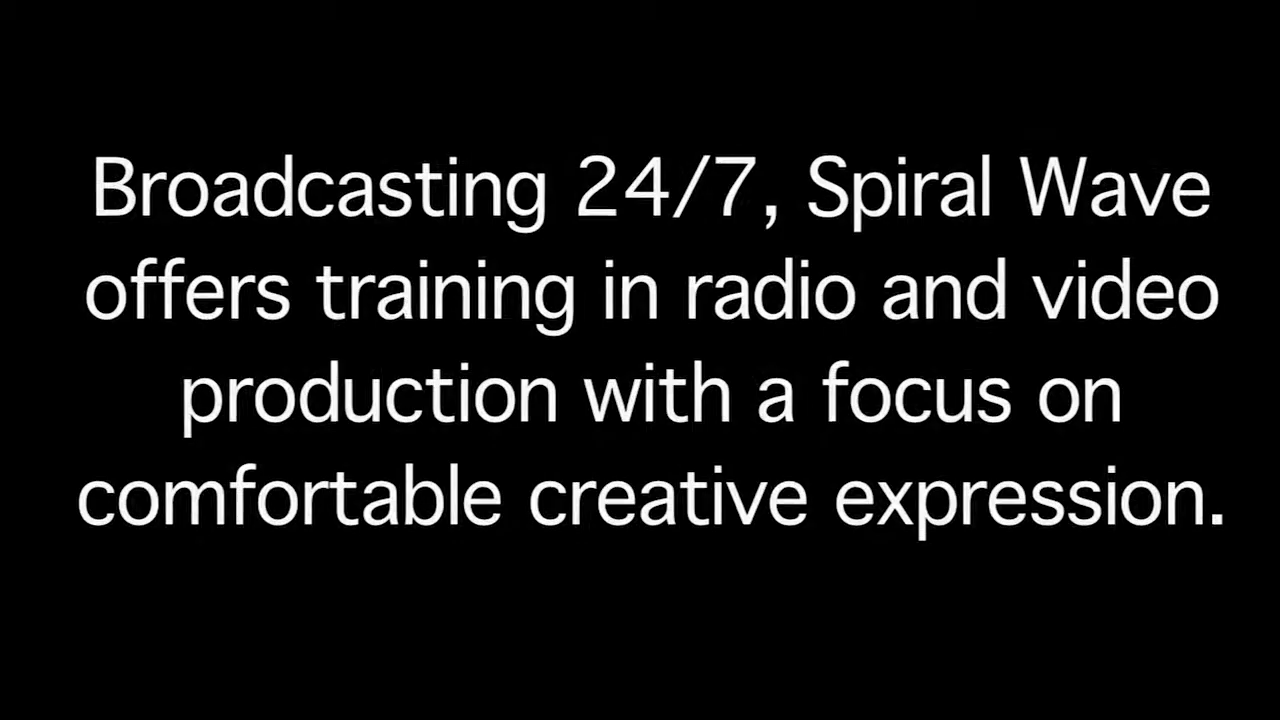 Broadcasting 24/7, Spiral Wave
offers training in radio and video
production with a focus on
comfortable creative expression.